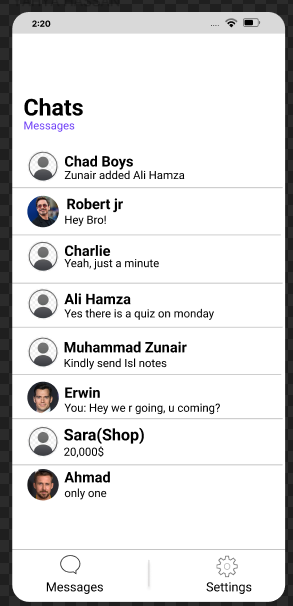 2:20
Chats
Messages
Chad Boys
Zunair added Ali Hamza
Robert jr
Hey Bro!
Charlie
Yeah, just a minute
Ali Hamza
Yes there is a quiz on monday
Muhammad Zunair
Kindly send Isl notes
Erwin
You: Hey we r going, u coming?
Sara(Shop)
20,000$
Ahmad
only one
Messages
Settings